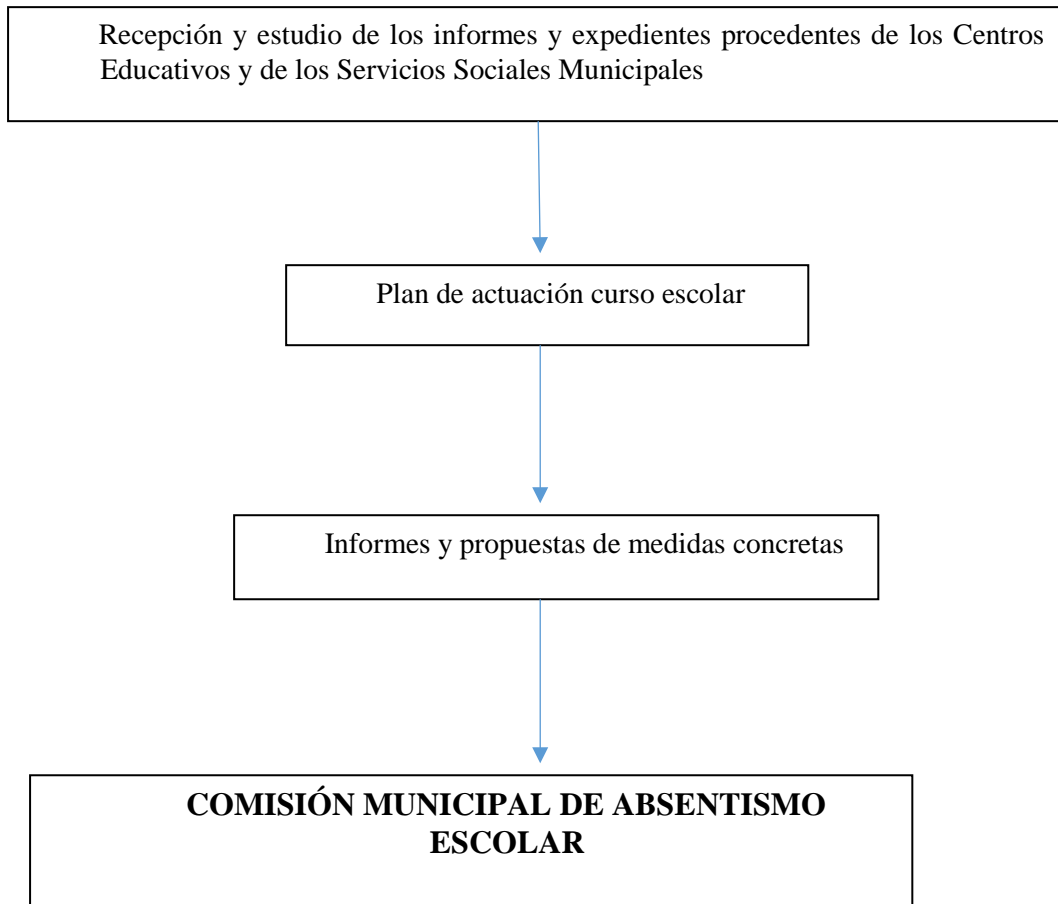 Recepción y estudio de los informes y expedientes procedentes de los Centros
Educativos y de los Servicios Sociales Municipales
Plan de actuación curso escolar
Informes y propuestas de medidas concretas
COMISIÓN MUNICIPAL DE ABSENTISMO
ESCOLAR